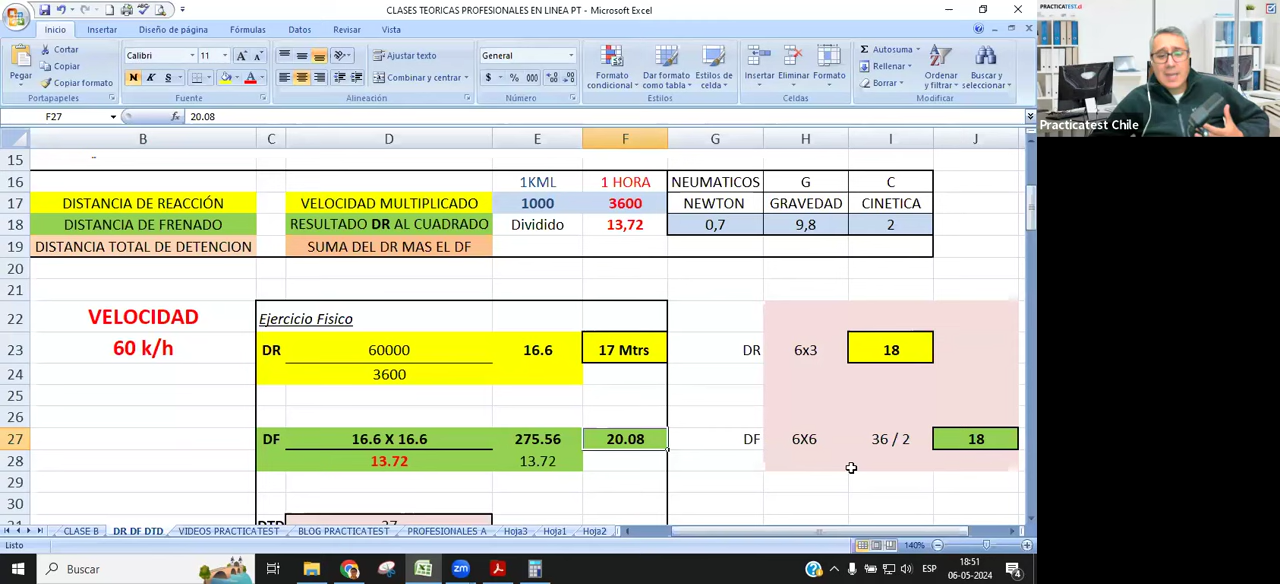 CLASES TEORICAS PROFESIONALES EN LINEA PT - Microsoft Excel
Inicio Insertar Diseño de página Fórmulas Datos Revisar Vista
Pegar
Cortar
Copiar
Copiar formato
Portapapeles
Calibri 11
N K S
Fuente
Ajustar texto
Combinar y centrar
Alineación
General
$ % 000
Número
Formato condicional
Dar formato como tabla
Estilos de celda
Estilos
Insertar Eliminar Formato
Celdas
Autosuma
Rellenar
Borrar
Ordenar y filtrar
Buscar y seleccionar
Modificar
PRACTICATEST.cl
Practicatest Chile
F27 fx 20.08
B C D E F G H I J
15
16 1KML 1 HORA NEUMATICOS G C
17 DISTANCIA DE REACCIÓN VELOCIDAD MULTIPLICADO 1000 3600 NEWTON GRAVEDAD CINETICA
18 DISTANCIA DE FRENADO RESULTADO DR AL CUADRADO Dividido 13,72 0,7 9,8 2
19 DISTANCIA TOTAL DE DETENCION SUMA DEL DR MAS EL DF
20
21
22 VELOCIDAD Ejercicio Fisico
23 60 k/h DR 60000 16.6 17 Mtrs DR 6x3 18
24 3600
25
26
27 DF 16.6 X 16.6 275.56 20.08 DF 6X6 36 / 2 18
28 13.72 13.72
29
30
CLASE B DR DF DTD VIDEOS PRACTICATEST BLOG PRACTICATEST PROFESIONALES A Hoja3 Hoja1 Hoja2
Listo 140%
Buscar ESP 18:51
06-05-2024
4